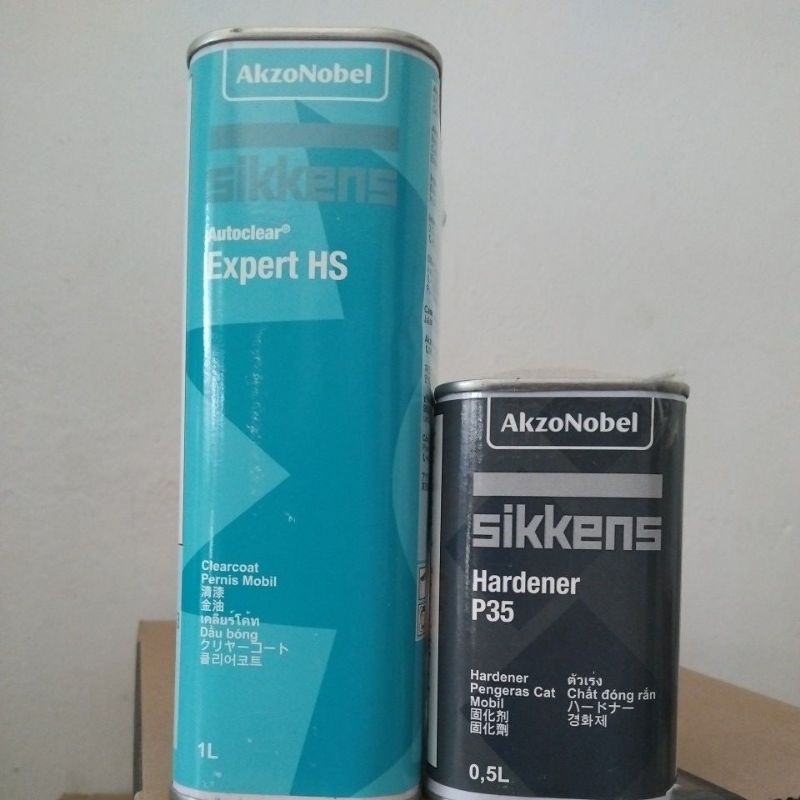 AkzoNobel
sikkens
Autoclear®
Expert HS
Clearcoat
Pernis Mobil
清漆
金油
เคลียร์โค้ท
Dầu bóng
クリヤーコート
클리어코트
1L
AkzoNobel
sikkens
Hardener
P35
Hardener
Pengeras Cat
Mobil
固化剂
固化劑
ตัวเร่ง
Chất đóng rắn
ハードナー
경화제
0,5L